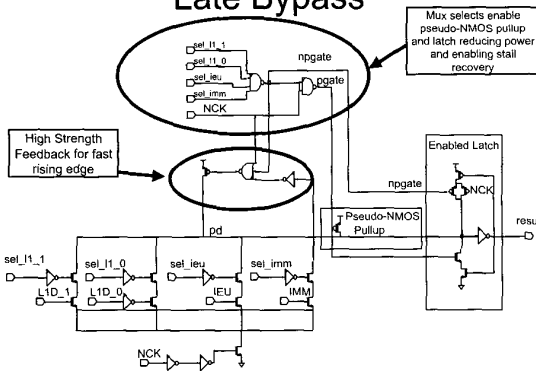 Late Bypass
Mux selects enable
pseudo-NMOS pullup
and latch reducing power
and enabling stall
recovery
sel_l1_1
sel_l1_0
sel_ieu
sel_imm
NCK
npgate
pgate
High Strength
Feedback for fast
rising edge
Enabled Latch
npgate
NCK
Pseudo-NMOS
Pullup
resu
pd
sel_l1_1
sel_l1_0
sel_ieu
sel_imm
L1D_1
L1D_0
IEU
IMM
NCK